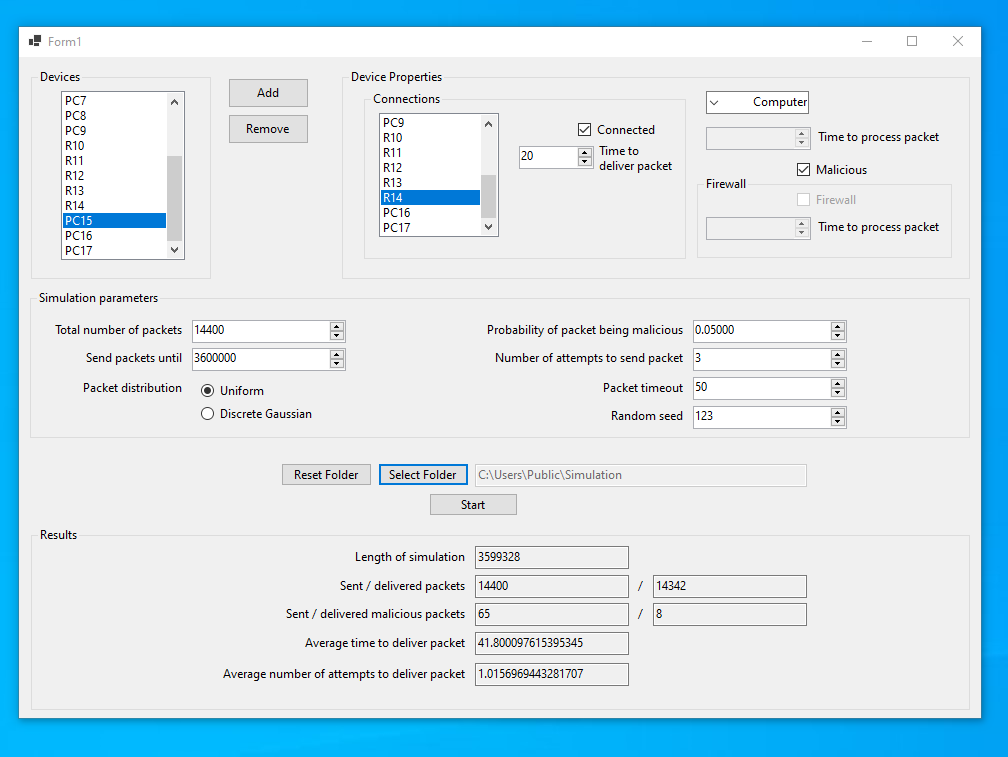 Form1
Devices
PC7
PC8
PC9
R10
R11
R12
R13
R14
PC15
PC16
PC17
Add
Remove
Device Properties
Connections
PC9
R10
R11
R12
R13
R14
PC16
PC17
Connected
20
Time to
deliver packet
Computer
Time to process packet
Malicious
Firewall
Firewall
Time to process packet
Simulation parameters
Total number of packets 14400
Send packets until 3600000
Packet distribution
Uniform
Discrete Gaussian
Probability of packet being malicious 0.05000
Number of attempts to send packet 3
Packet timeout 50
Random seed 123
Reset Folder Select Folder C:\Users\Public\Simulation
Start
Results
Length of simulation 3599328
Sent / delivered packets 14400 / 14342
Sent / delivered malicious packets 65 / 8
Average time to deliver packet 41.800097615395345
Average number of attempts to deliver packet 1.0156969443281707